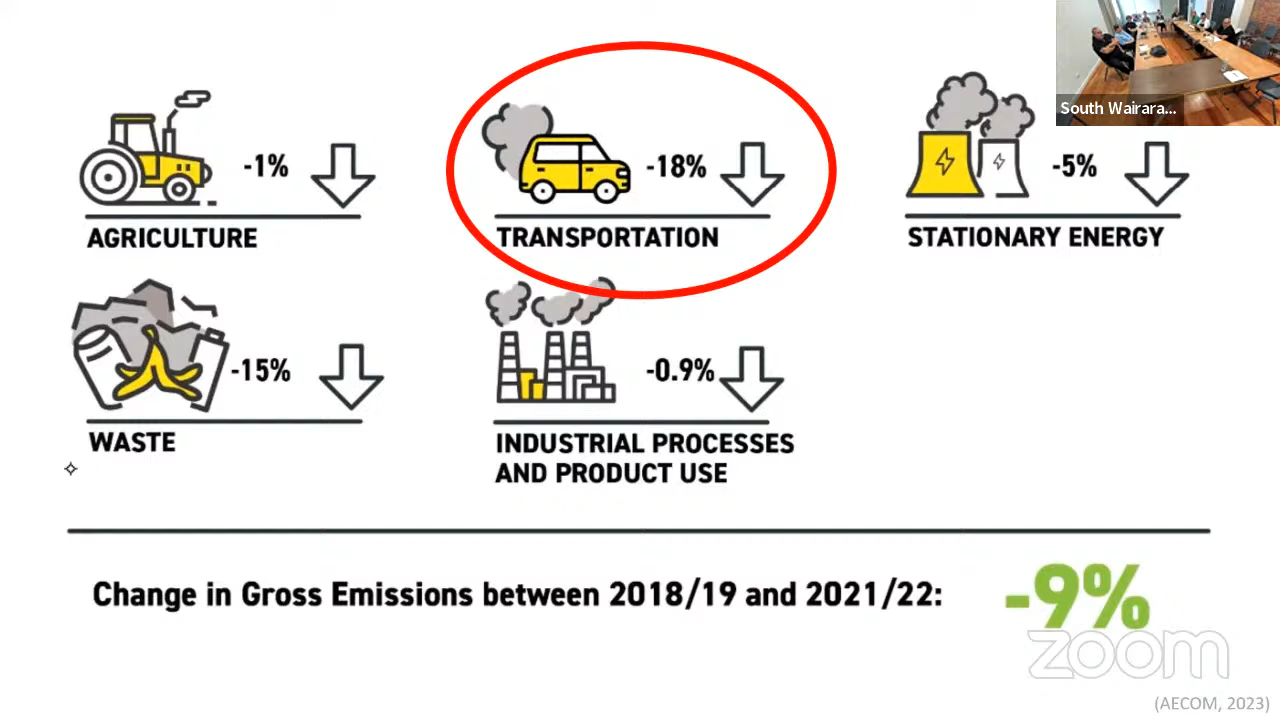 South Wairara...
-1%
AGRICULTURE
-18%
TRANSPORTATION
-5%
STATIONARY ENERGY
-15%
WASTE
-0.9%
INDUSTRIAL PROCESSES
AND PRODUCT USE
Change in Gross Emissions between 2018/19 and 2021/22:
-9%
zoom
(AECOM, 2023)